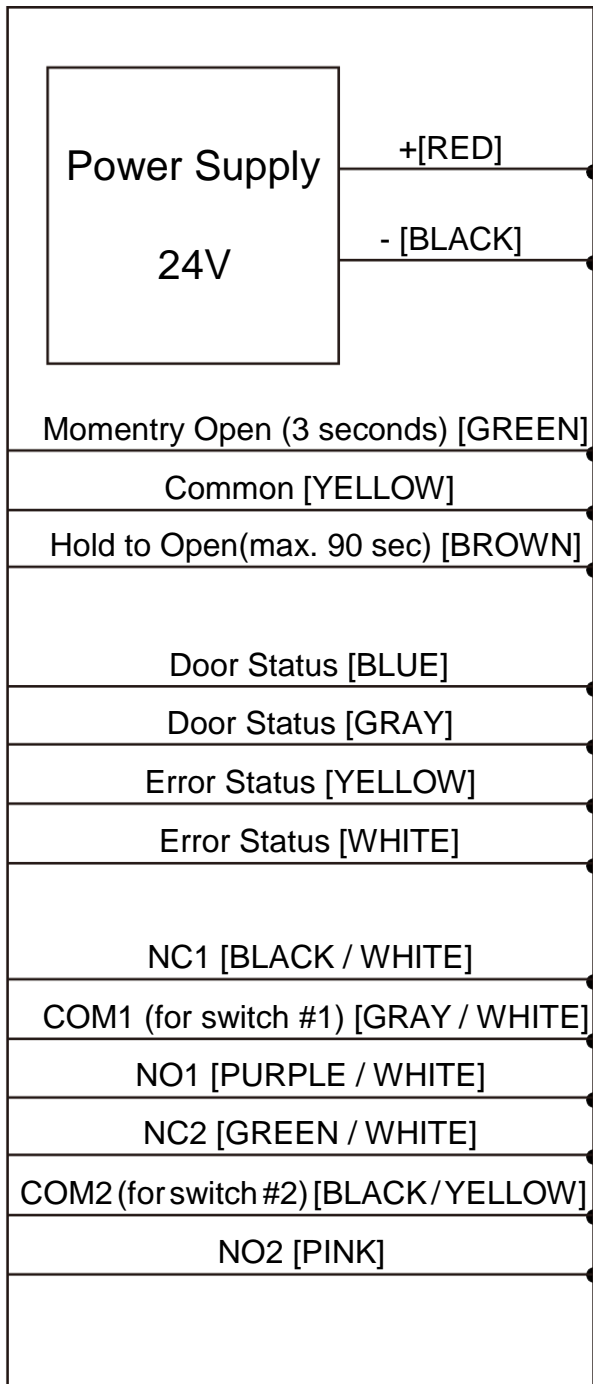 Power Supply
24V
+[RED]
- [BLACK]
Momentry Open (3 seconds) [GREEN]
Common [YELLOW]
Hold to Open(max. 90 sec) [BROWN]
Door Status [BLUE]
Door Status [GRAY]
Error Status [YELLOW]
Error Status [WHITE]
NC1 [BLACK / WHITE]
COM1 (for switch #1) [GRAY / WHITE]
NO1 [PURPLE / WHITE]
NC2 [GREEN / WHITE]
COM2 (for switch #2) [BLACK / YELLOW]
NO2 [PINK]